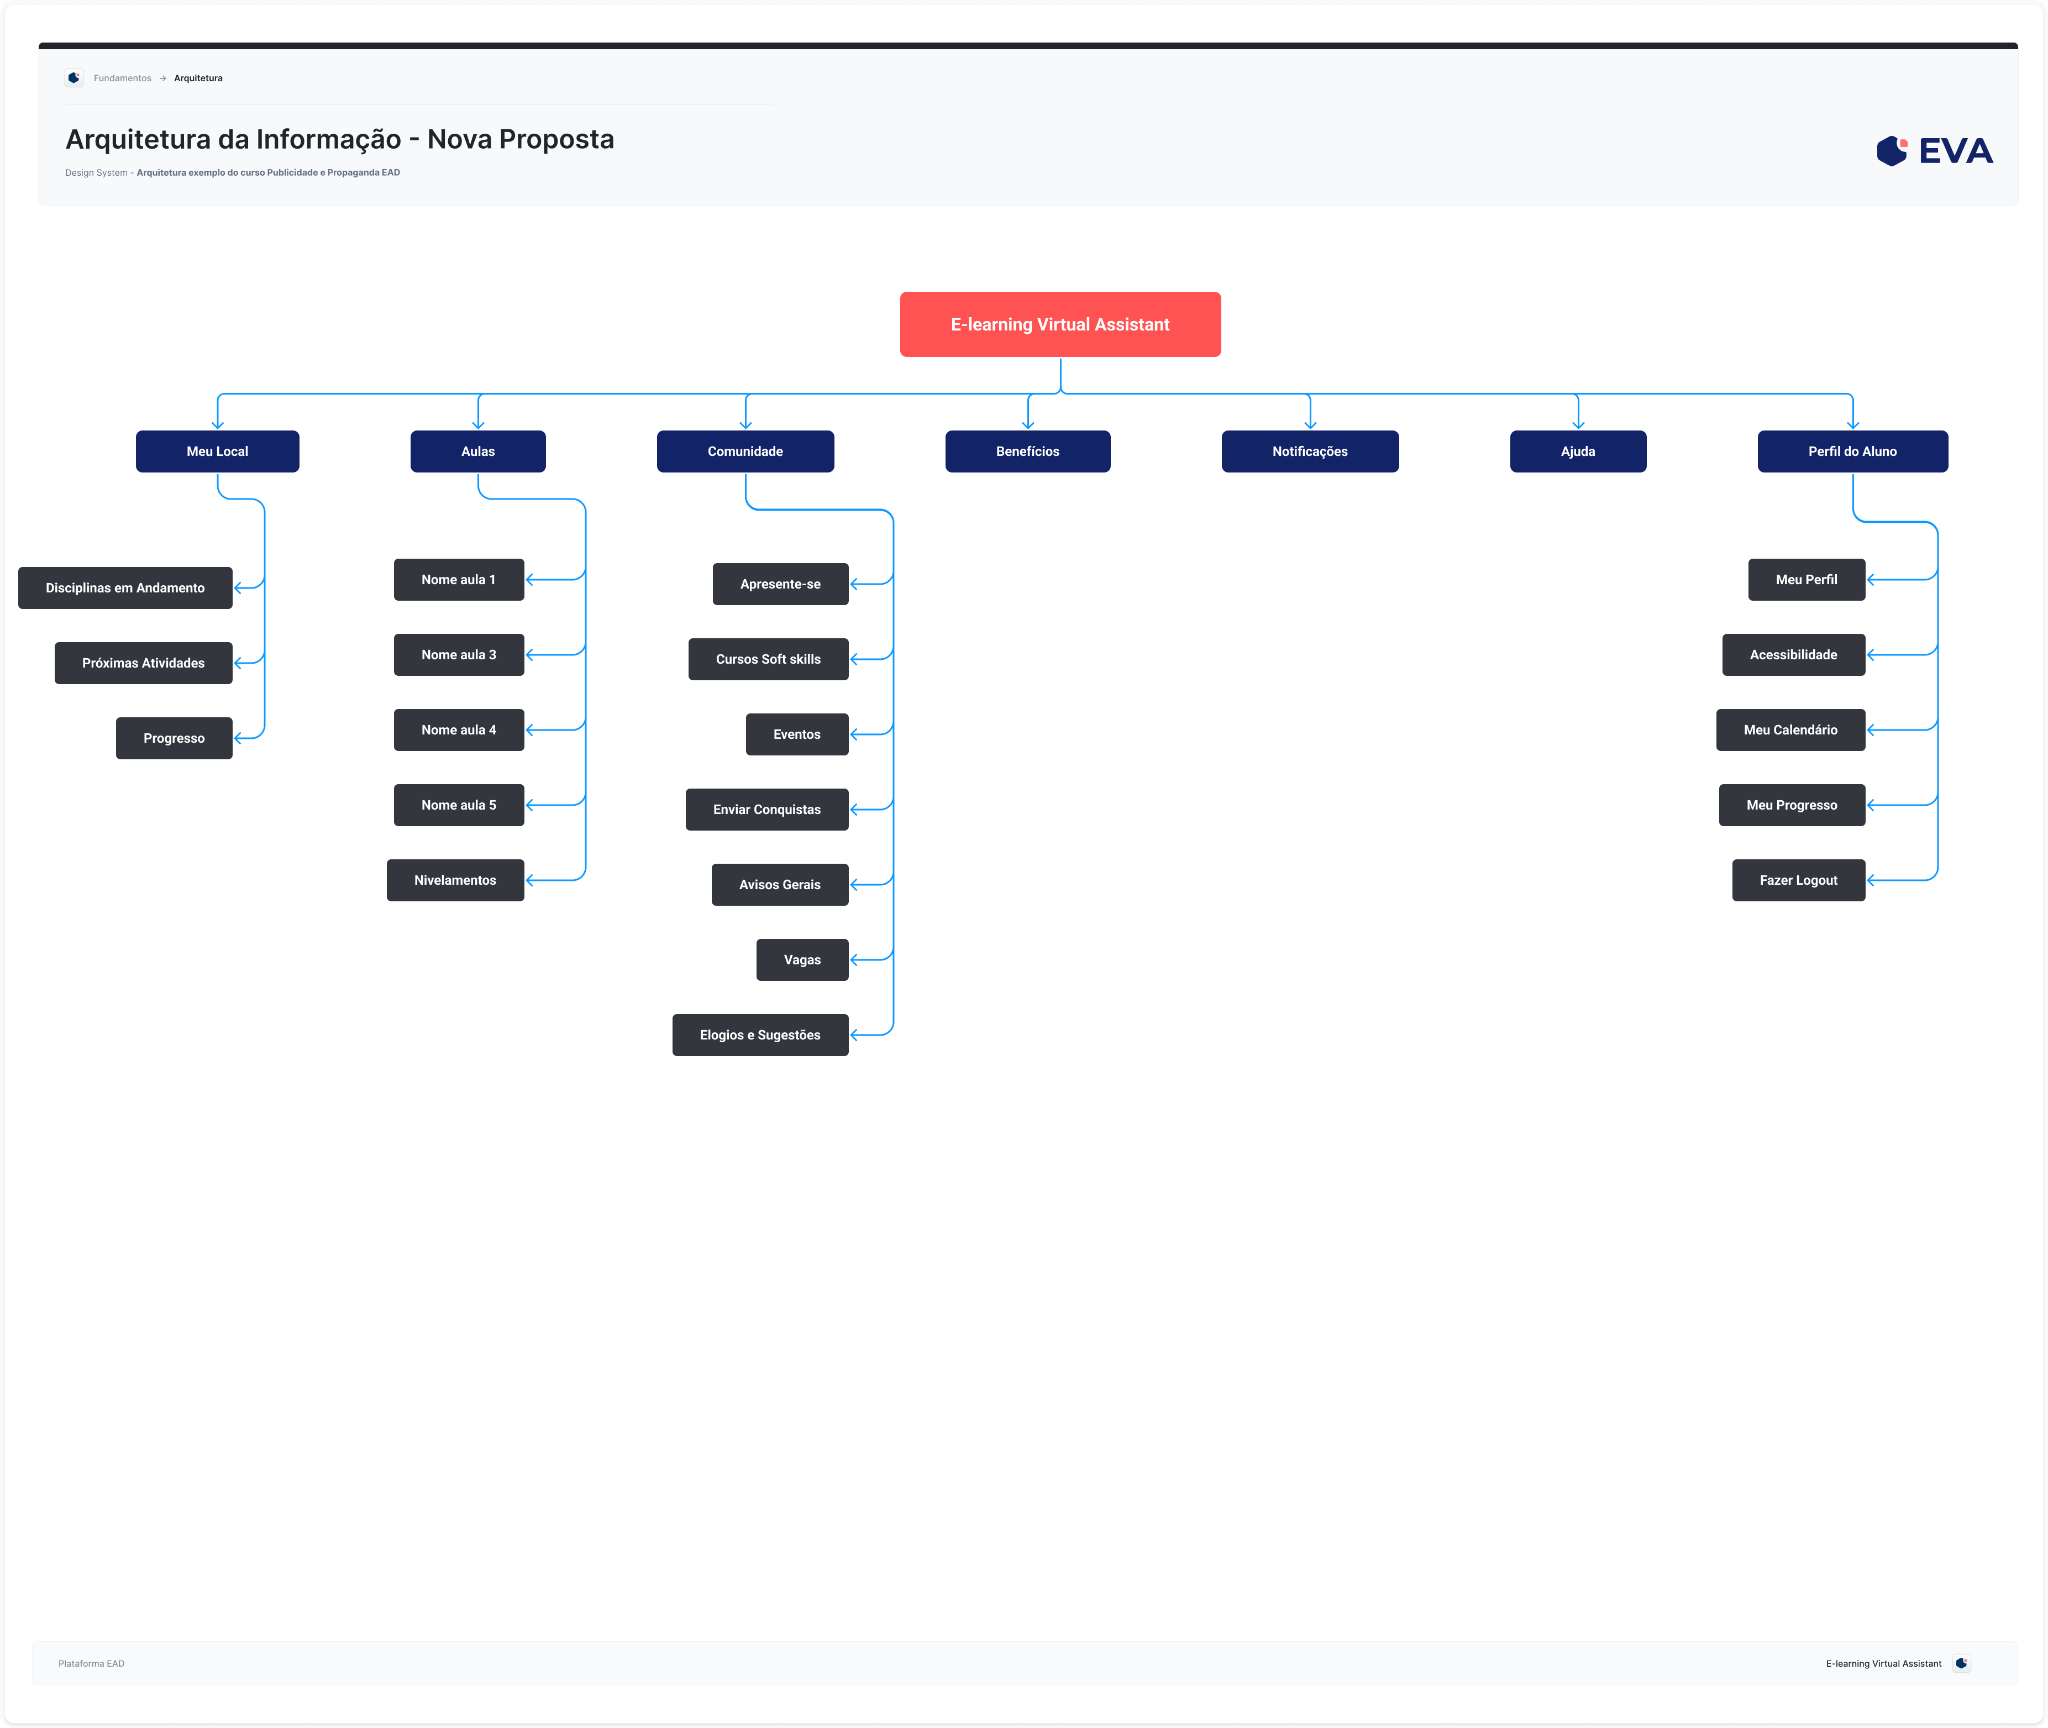 Fundamentos → Arquitetura
Arquitetura da Informação - Nova Proposta
Design System - Arquitetura exemplo do curso Publicidade e Propaganda EAD
EVA
E-learning Virtual Assistant
Meu Local
Aulas
Comunidade
Benefícios
Notificações
Ajuda
Perfil do Aluno
Disciplinas em Andamento
Próximas Atividades
Progresso
Nome aula 1
Nome aula 3
Nome aula 4
Nome aula 5
Nivelamentos
Apresente-se
Cursos Soft skills
Eventos
Enviar Conquistas
Avisos Gerais
Vagas
Elogios e Sugestões
Meu Perfil
Acessibilidade
Meu Calendário
Meu Progresso
Fazer Logout
Plataforma EAD
E-learning Virtual Assistant